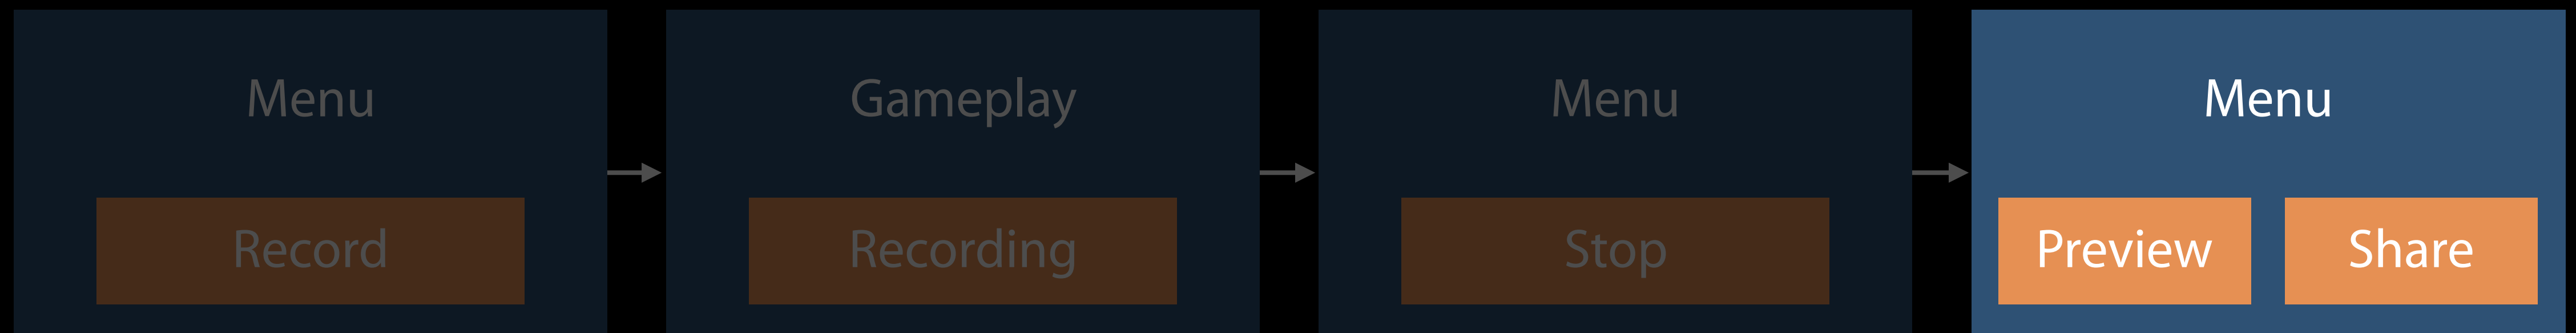 Menu
Record
Gameplay
Recording
Menu
Stop
Menu
Preview
Share